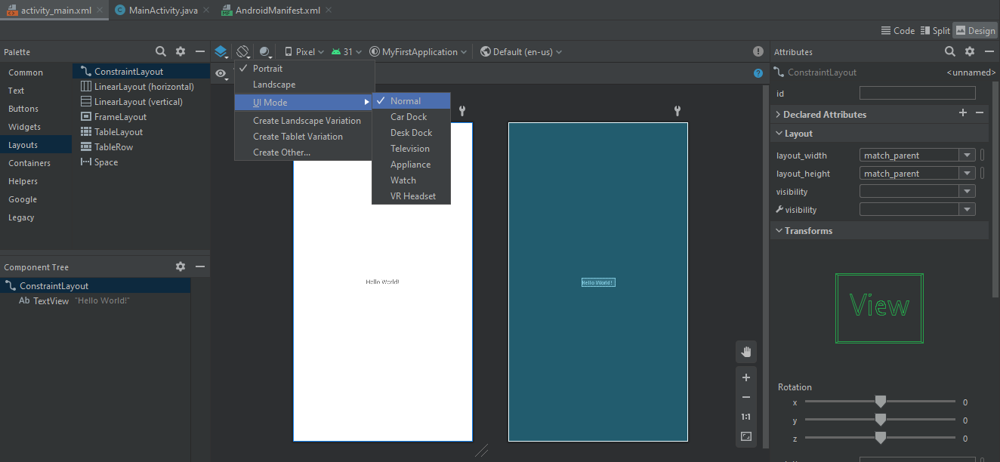 activity_main.xml
MainActivity.java
AndroidManifest.xml
Code
Split
Design
Palette
Pixel
31
MyFirstApplication
Default (en-us)
Attributes
Common
Text
Buttons
Widgets
Layouts
Containers
Helpers
Google
Legacy
ConstraintLayout
LinearLayout (horizontal)
LinearLayout (vertical)
FrameLayout
TableLayout
TableRow
Space
Portrait
Landscape
UI Mode
Create Landscape Variation
Create Tablet Variation
Create Other...
Normal
Car Dock
Desk Dock
Television
Appliance
Watch
VR Headset
Hello World!
Hello World!
1:1
Component Tree
ConstraintLayout
Ab TextView "Hello World!"
ConstraintLayout <unnamed>
id
Declared Attributes
Layout
layout_width match_parent
layout_height match_parent
visibility
visibility
Transforms
View
Rotation
x 0
y 0
z 0